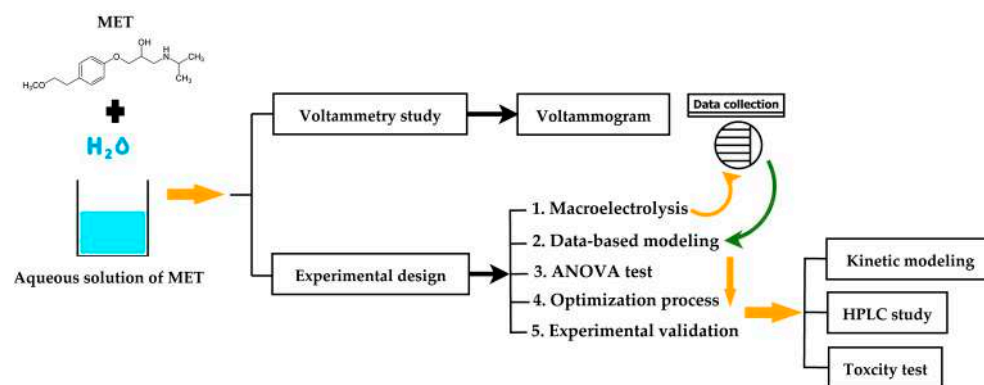 MET
OH
H
N
CH₃
O
CH₃
H₃CO
H₂O
Aqueous solution of MET
Voltammetry study
Voltammogram
Data collection
Experimental design
1. Macroelectrolysis
2. Data-based modeling
3. ANOVA test
4. Optimization process
5. Experimental validation
Kinetic modeling
HPLC study
Toxcity test